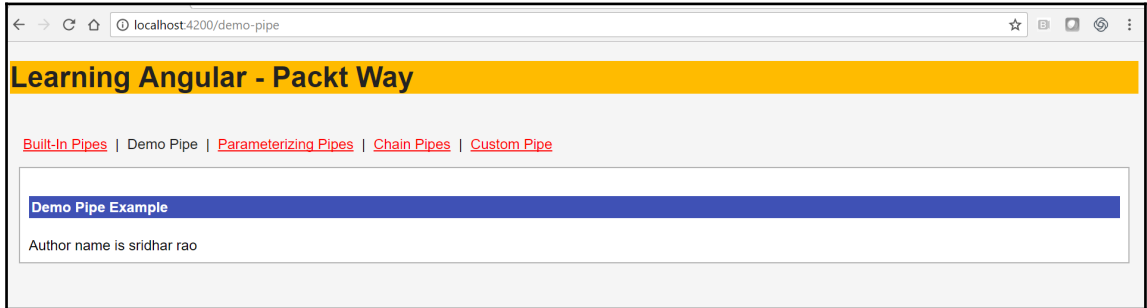 localhost:4200/demo-pipe
Learning Angular - Packt Way
Built-In Pipes | Demo Pipe | Parameterizing Pipes | Chain Pipes | Custom Pipe
Demo Pipe Example
Author name is sridhar rao